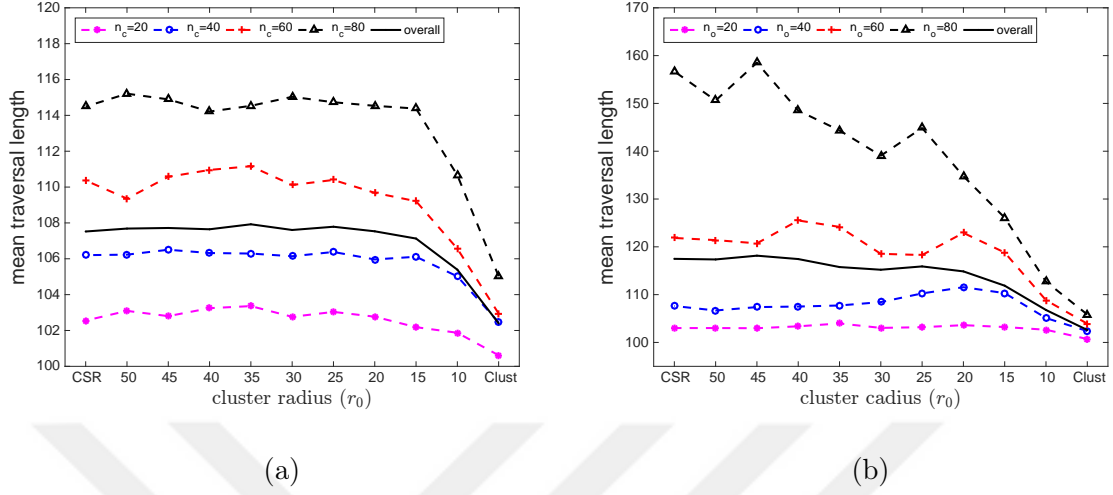 120
118
116
114
112
110
108
106
104
102
100
mean traversal length
n_c=20 n_c=40 n_c=60 n_c=80 overall
CSR 50 45 40 35 30 25 20 15 10 Clust
cluster radius (r_0)
(a)
170
160
150
140
130
120
110
100
mean traversal length
n_o=20 n_o=40 n_o=60 n_o=80 overall
CSR 50 45 40 35 30 25 20 15 10 Clust
cluster cadius (r_0)
(b)